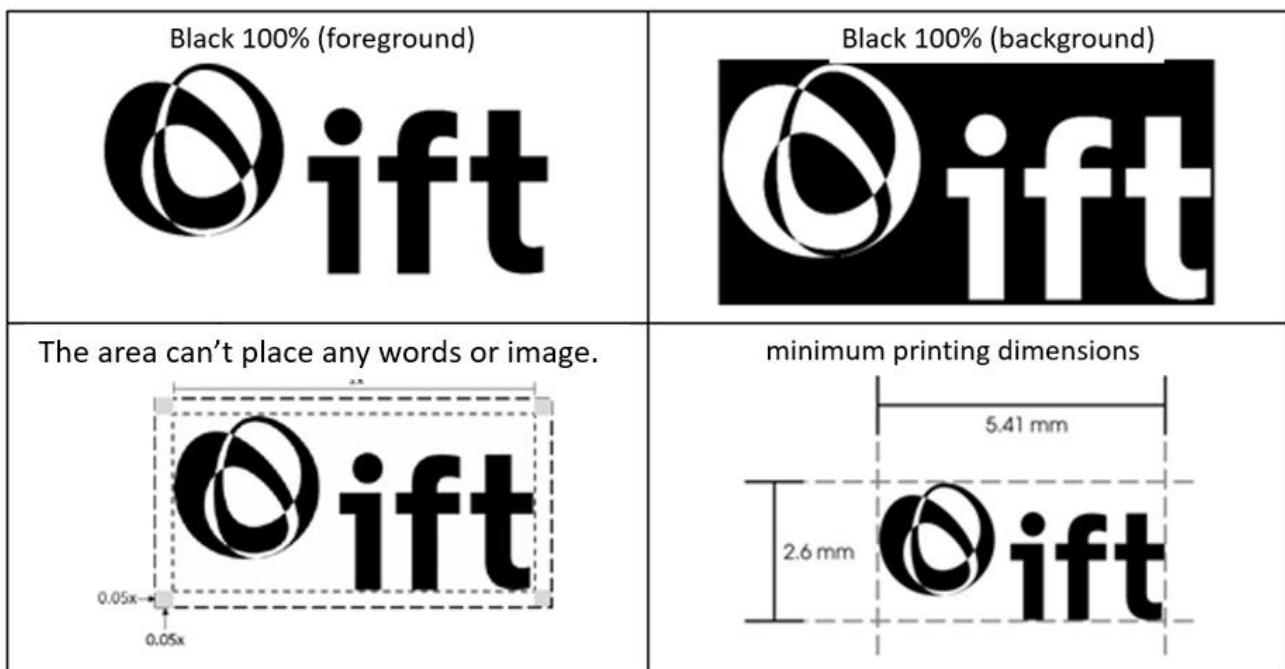 Black 100% (foreground)
ift
Black 100% (background)
ift
The area can't place any words or image.
ift
0.05x
0.05x
minimum printing dimensions
5.41 mm
2.6 mm
ift